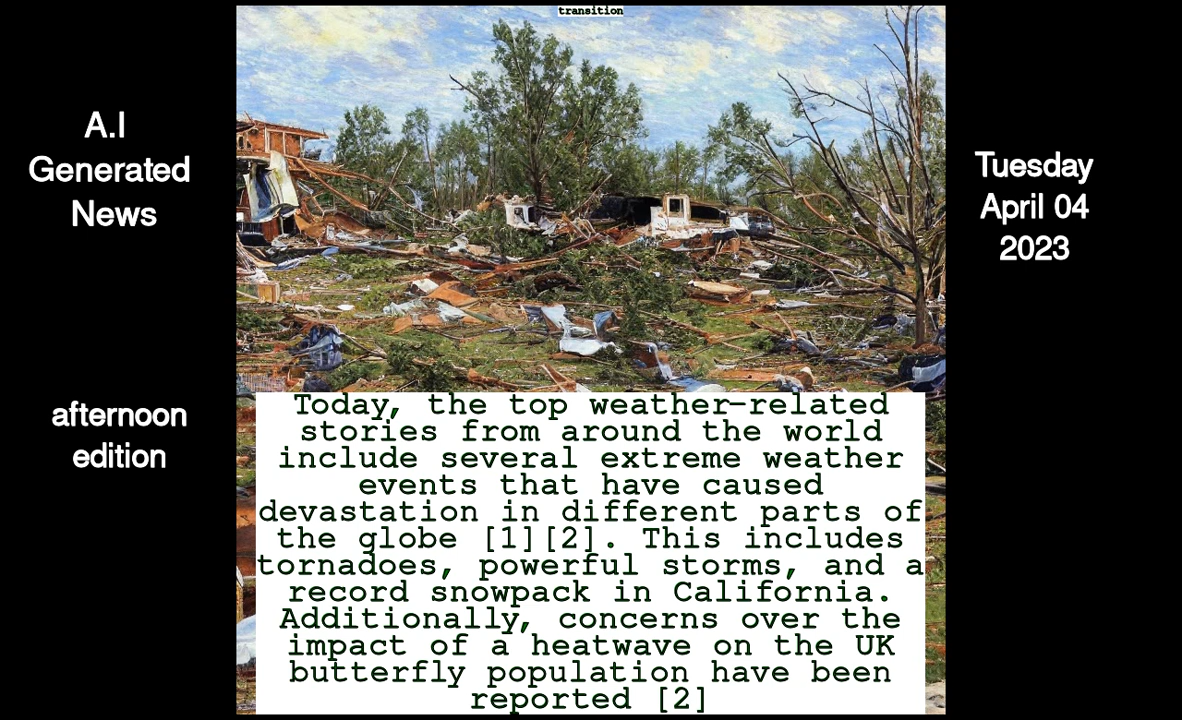 transition
A.I
Generated
News
Tuesday
April 04
2023
afternoon
edition
Today, the top weather-related
stories from around the world
include several extreme weather
events that have caused
devastation in different parts of
the globe [1][2]. This includes
tornadoes, powerful storms, and a
record snowpack in California.
Additionally, concerns over the
impact of a heatwave on the UK
butterfly population have been
reported [2]